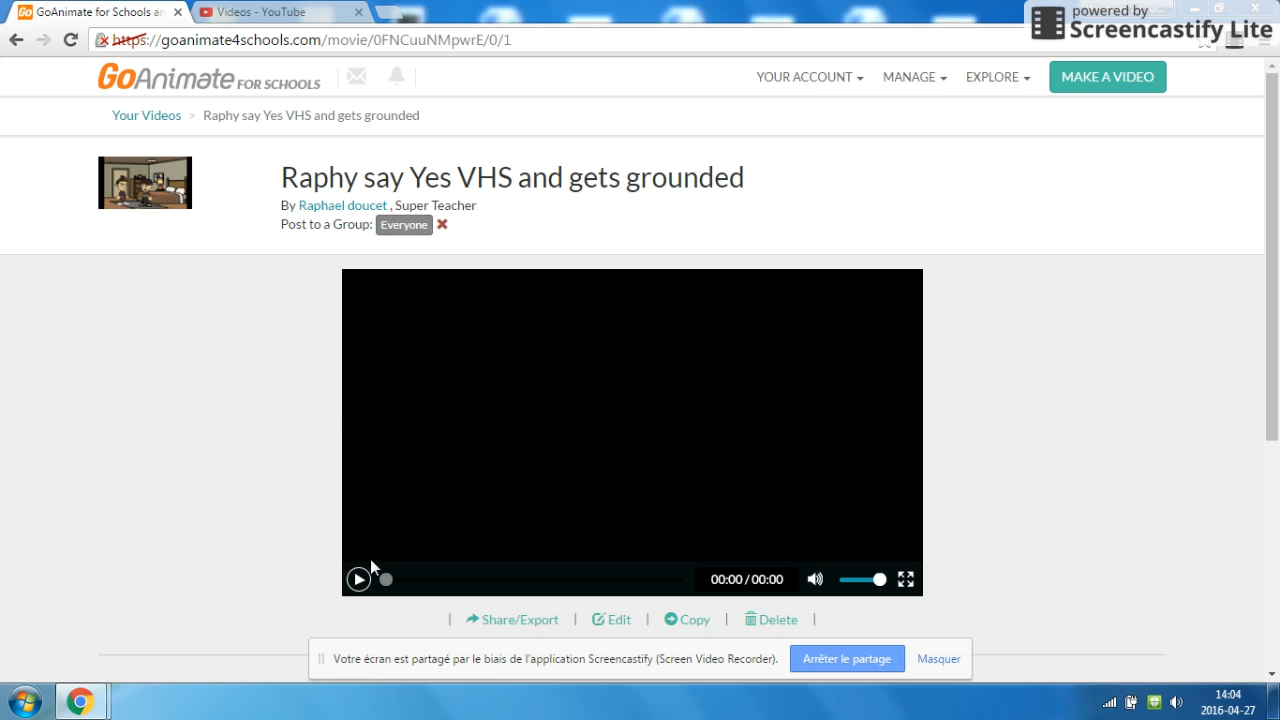 GoAnimate for Schools an
Videos - YouTube
powered by
Screencastify Lite
https://goanimate4schools.com/movie/0FNCuuNMpwrE/0/1
GoAnimate FOR SCHOOLS
YOUR ACCOUNT
MANAGE
EXPLORE
MAKE A VIDEO
Your Videos > Raphy say Yes VHS and gets grounded
Raphy say Yes VHS and gets grounded
By Raphael doucet , Super Teacher
Post to a Group: Everyone
00:00 / 00:00
| Share/Export | Edit | Copy | Delete |
Votre écran est partagé par le biais de l'application Screencastify (Screen Video Recorder).
Arrêter le partage
Masquer
14:04
2016-04-27